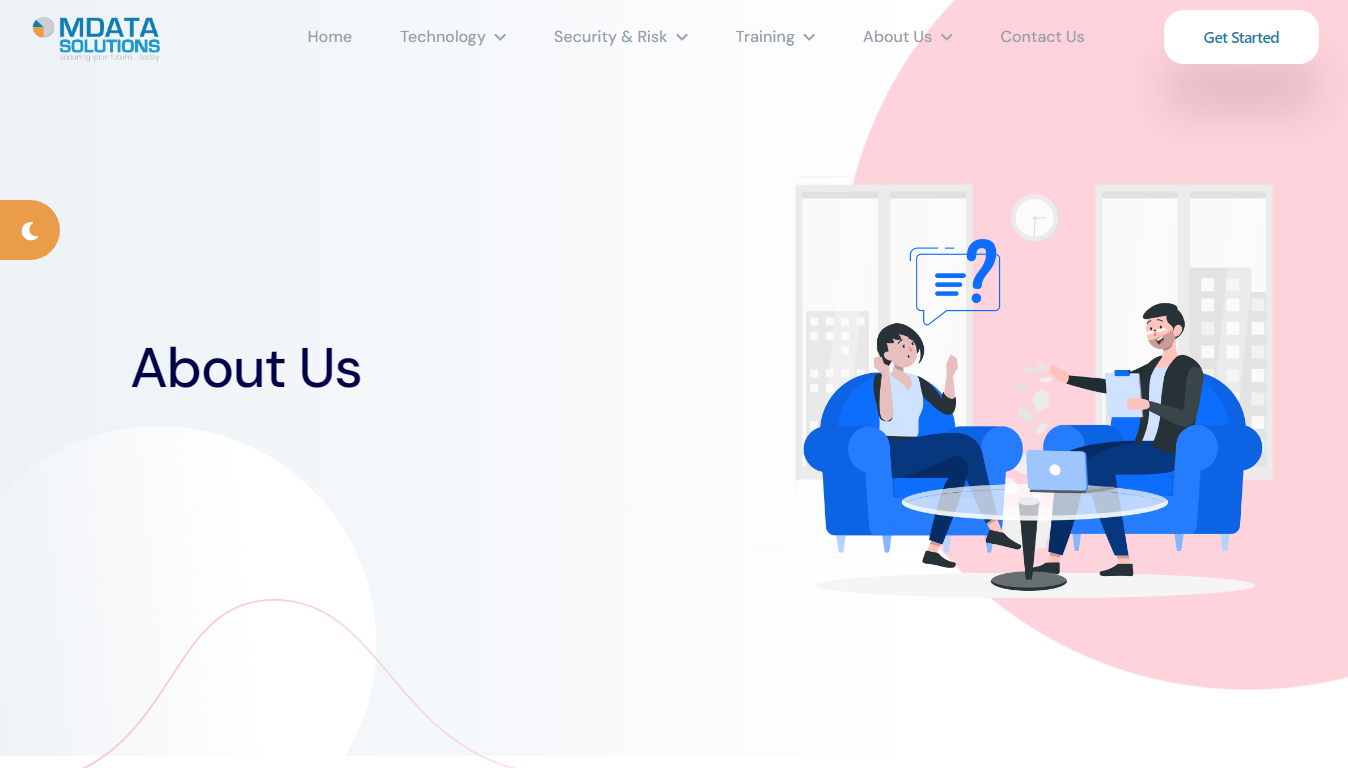 MDATA
SOLUTIONS
securing your future... today
Home
Technology
Security & Risk
Training
About Us
Contact Us
Get Started
?
About Us